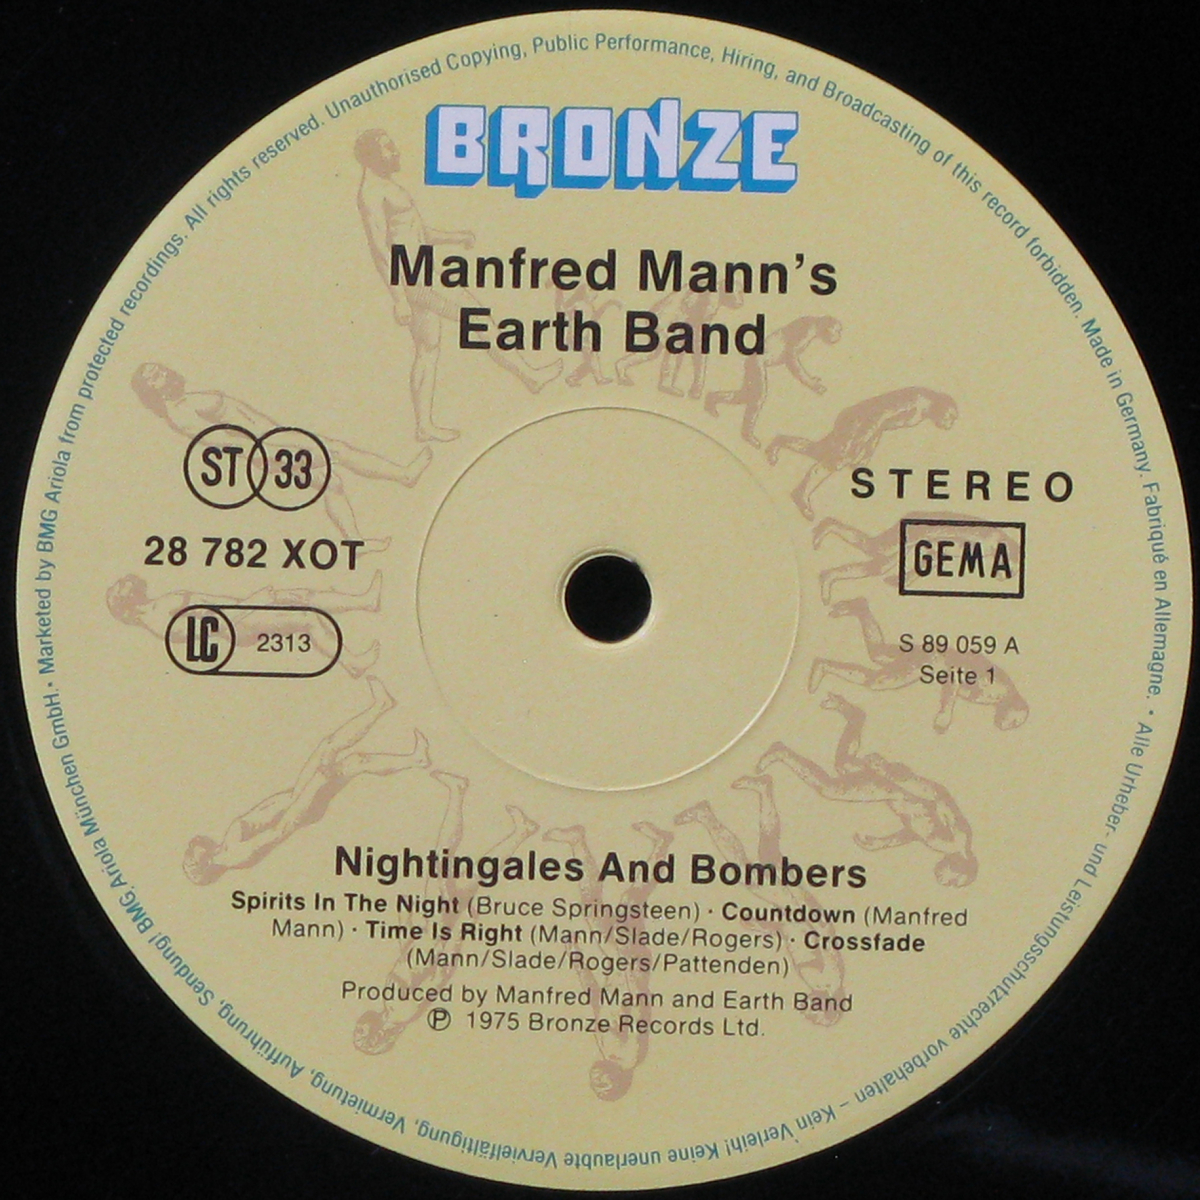 BRONZE
Manfred Mann's
Earth Band
ST 33
28 782 XOT
LC 2313
STEREO
GEMA
S 89 059 A
Seite 1
Nightingales And Bombers
Spirits In The Night (Bruce Springsteen) · Countdown (Manfred
Mann) · Time Is Right (Mann/Slade/Rogers) · Crossfade
(Mann/Slade/Rogers/Pattenden)
Produced by Manfred Mann and Earth Band
℗ 1975 Bronze Records Ltd.
Marketed by BMG Ariola from protected recordings. All rights reserved. Unauthorised Copying, Public Performance, Hiring, and Broadcasting of this record forbidden. Made in Germany. Fabriqué en Allemagne. • Alle Urheber- und Leistungsschutzrechte vorbehalten – Kein Verleih! Keine unerlaubte Vervielfältigung, Vermietung, Aufführung, Sendung! BMG Ariola München GmbH. •